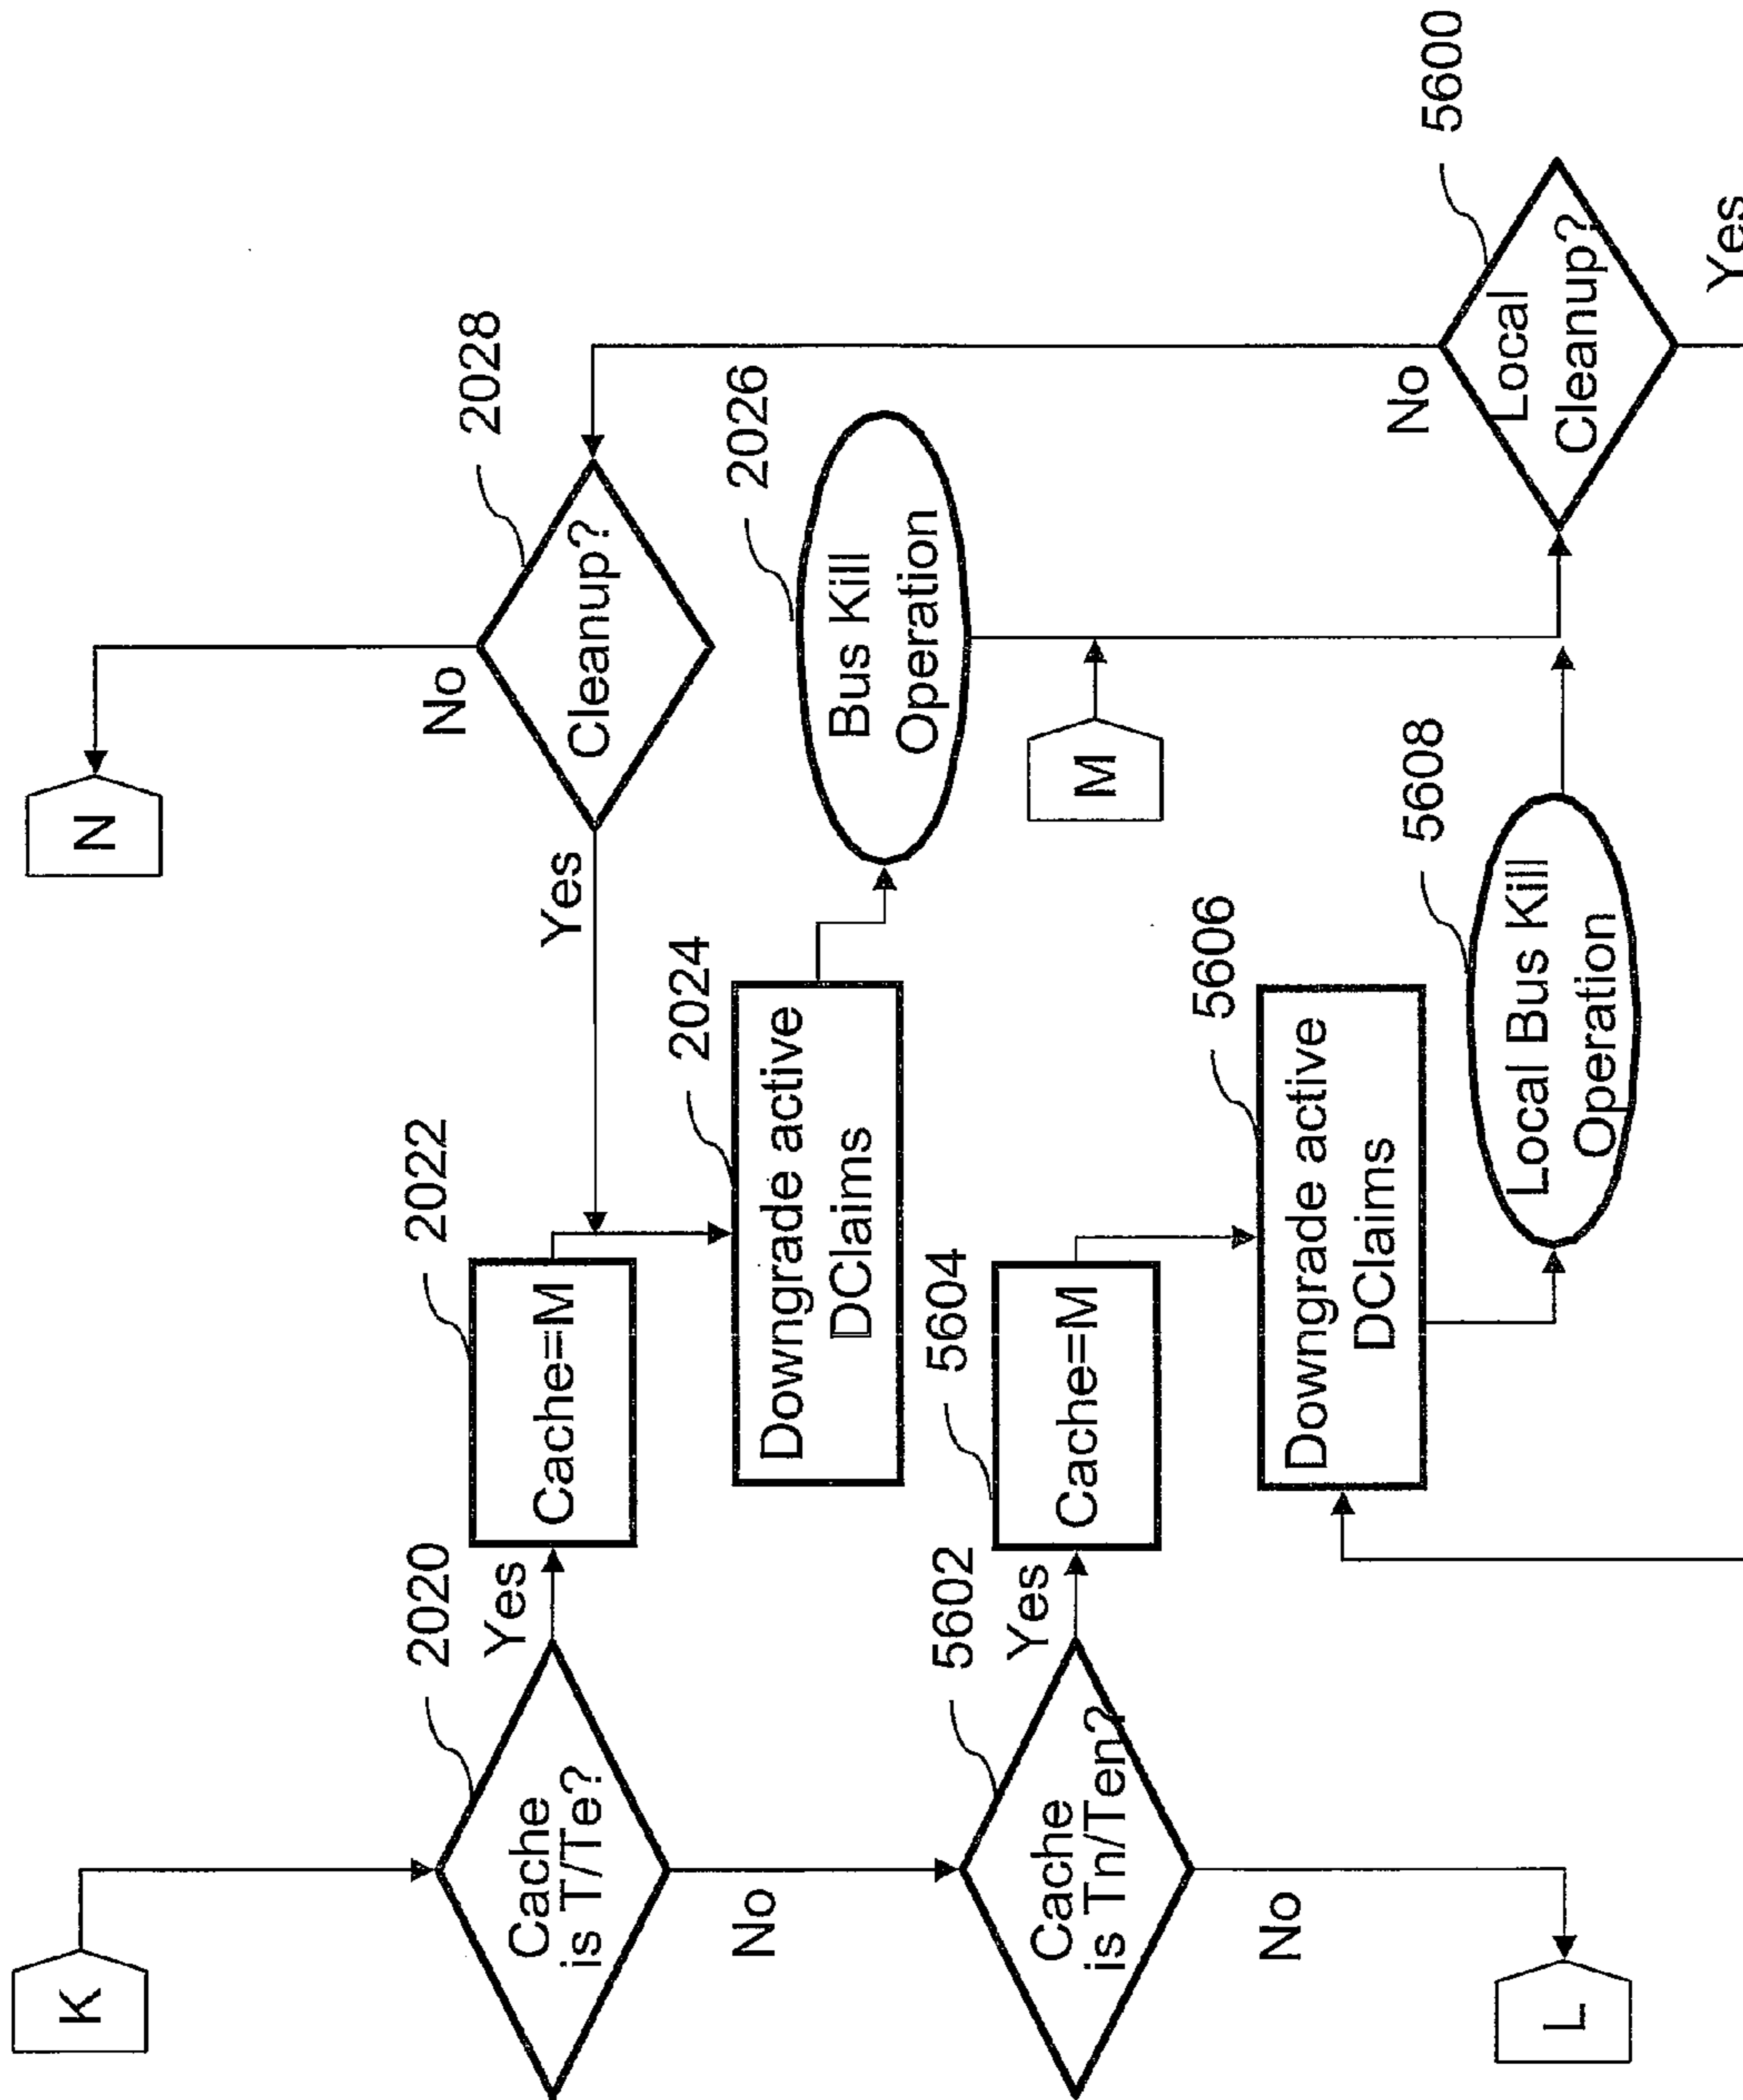 K
2020
Cache
is T/Te?
Yes
No
2022
Cache=M
2024
Downgrade active
DClaims
2026
Bus Kill
Operation
2028
Cleanup?
Yes
No
N
M
5602
Cache
is Tn/Ten?
Yes
No
L
5604
Cache=M
5606
Downgrade active
DClaims
5608
Local Bus Kill
Operation
5600
Local
Cleanup?
No
Yes